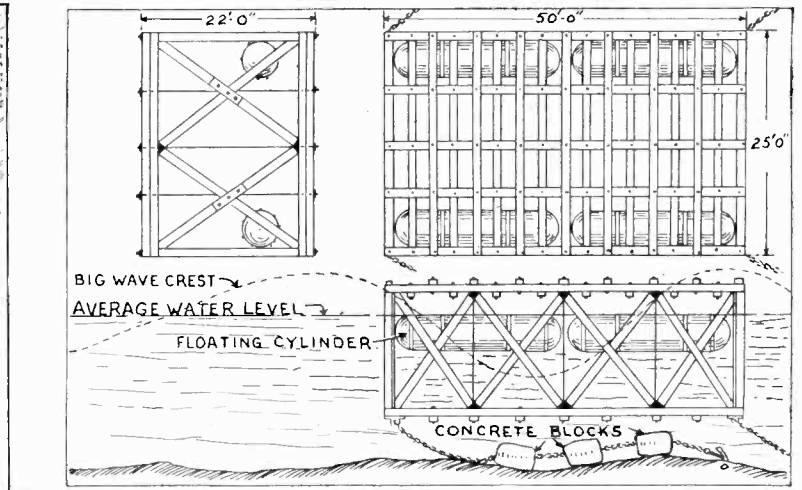 22'-0"
50'-0"
25'0"
BIG WAVE CREST
AVERAGE WATER LEVEL
FLOATING CYLINDER
CONCRETE BLOCKS